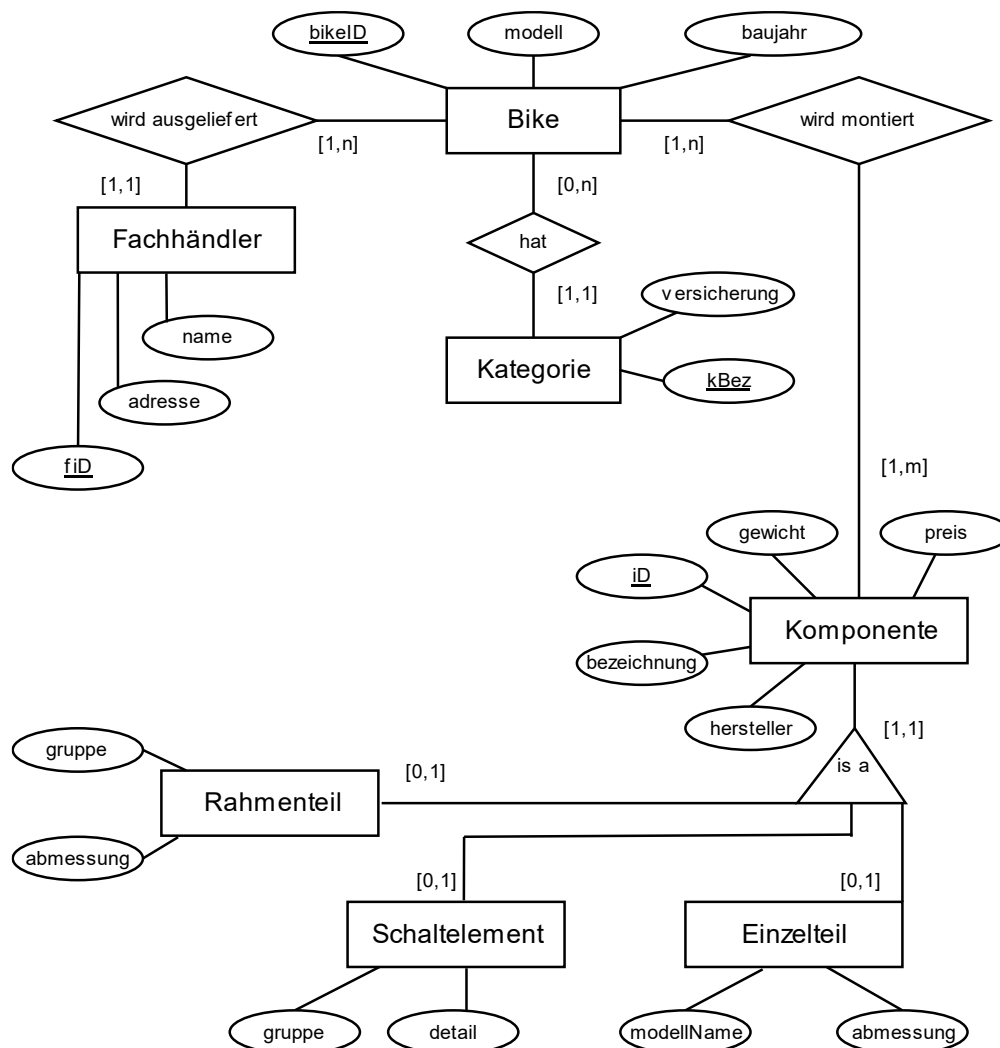 bikeID
modell
baujahr
wird ausgeliefert
Bike
wird montiert
[1,n]
[1,n]
[1,1]
[0,n]
Fachhändler
hat
[1,1]
versicherung
name
Kategorie
kBez
adresse
fiD
[1,m]
gewicht
preis
iD
Komponente
bezeichnung
hersteller
[1,1]
gruppe
is a
[0,1]
Rahmenteil
abmessung
[0,1]
[0,1]
Schaltelement
Einzelteil
gruppe
detail
modellName
abmessung